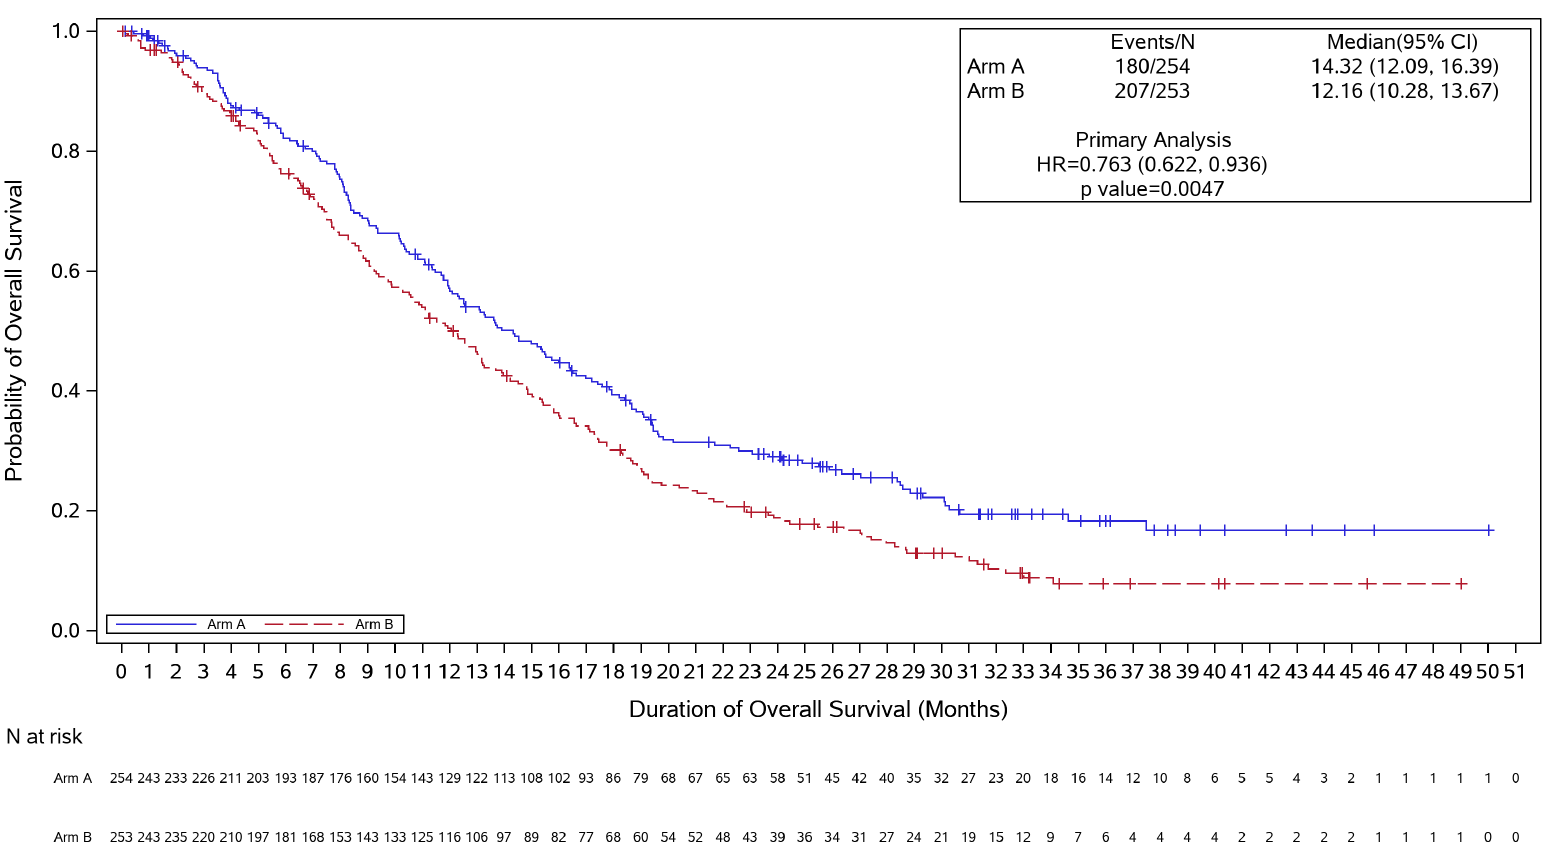 Events/N Median(95% CI)
Arm A 180/254 14.32 (12.09, 16.39)
Arm B 207/253 12.16 (10.28, 13.67)
Primary Analysis
HR=0.763 (0.622, 0.936)
p value=0.0047
Probability of Overall Survival
1.0
0.8
0.6
0.4
0.2
0.0
Arm A Arm B
0 1 2 3 4 5 6 7 8 9 10 11 12 13 14 15 16 17 18 19 20 21 22 23 24 25 26 27 28 29 30 31 32 33 34 35 36 37 38 39 40 41 42 43 44 45 46 47 48 49 50 51
Duration of Overall Survival (Months)
N at risk
Arm A 254 243 233 226 211 203 193 187 176 160 154 143 129 122 113 108 102 93 86 79 68 67 65 63 58 51 45 42 40 35 32 27 23 20 18 16 14 12 10 8 6 5 5 4 3 2 1 1 1 1 1 0
Arm B 253 243 235 220 210 197 181 168 153 143 133 125 116 106 97 89 82 77 68 60 54 52 48 43 39 36 34 31 27 24 21 19 15 12 9 7 6 4 4 4 4 2 2 2 2 2 1 1 1 1 0 0